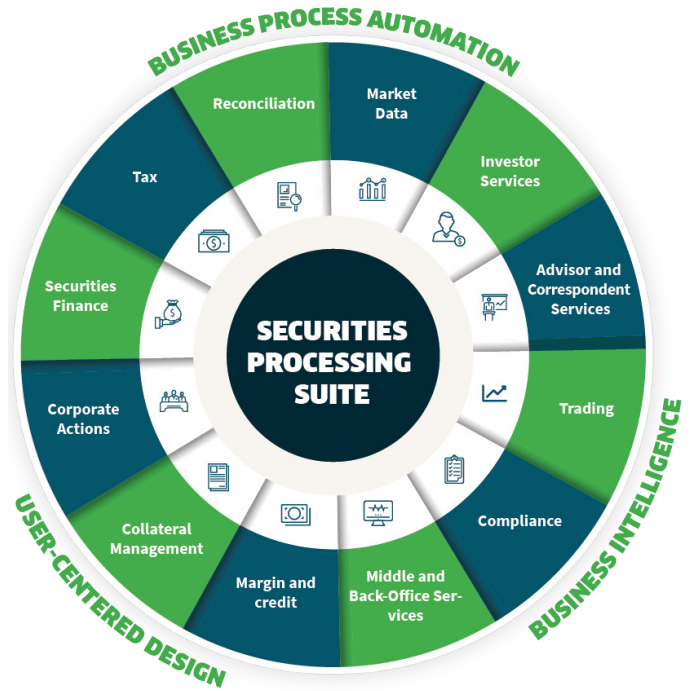 BUSINESS PROCESS AUTOMATION
Reconciliation
Market
Data
Investor
Services
Advisor and
Correspondent
Services
Trading
Compliance
Middle and
Back-Office Ser-
vices
Margin and
credit
Collateral
Management
Corporate
Actions
Securities
Finance
Tax
SECURITIES
PROCESSING
SUITE
BUSINESS INTELLIGENCE
USER-CENTERED DESIGN